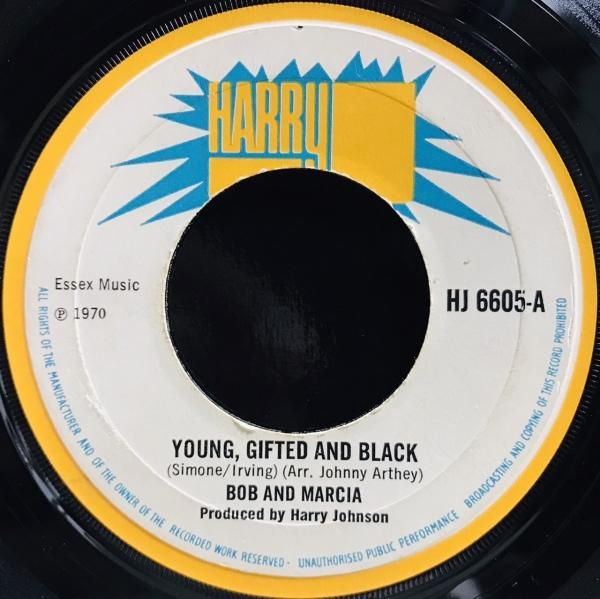 HARRY
Essex Music
℗ 1970
HJ 6605-A
YOUNG, GIFTED AND BLACK
(Simone/Irving) (Arr. Johnny Arthey)
BOB AND MARCIA
Produced by Harry Johnson
ALL RIGHTS OF THE MANUFACTURER AND OF THE OWNER OF THE RECORDED WORK RESERVED - UNAUTHORISED PUBLIC PERFORMANCE BROADCASTING AND COPYING OF THIS RECORD PROHIBITED